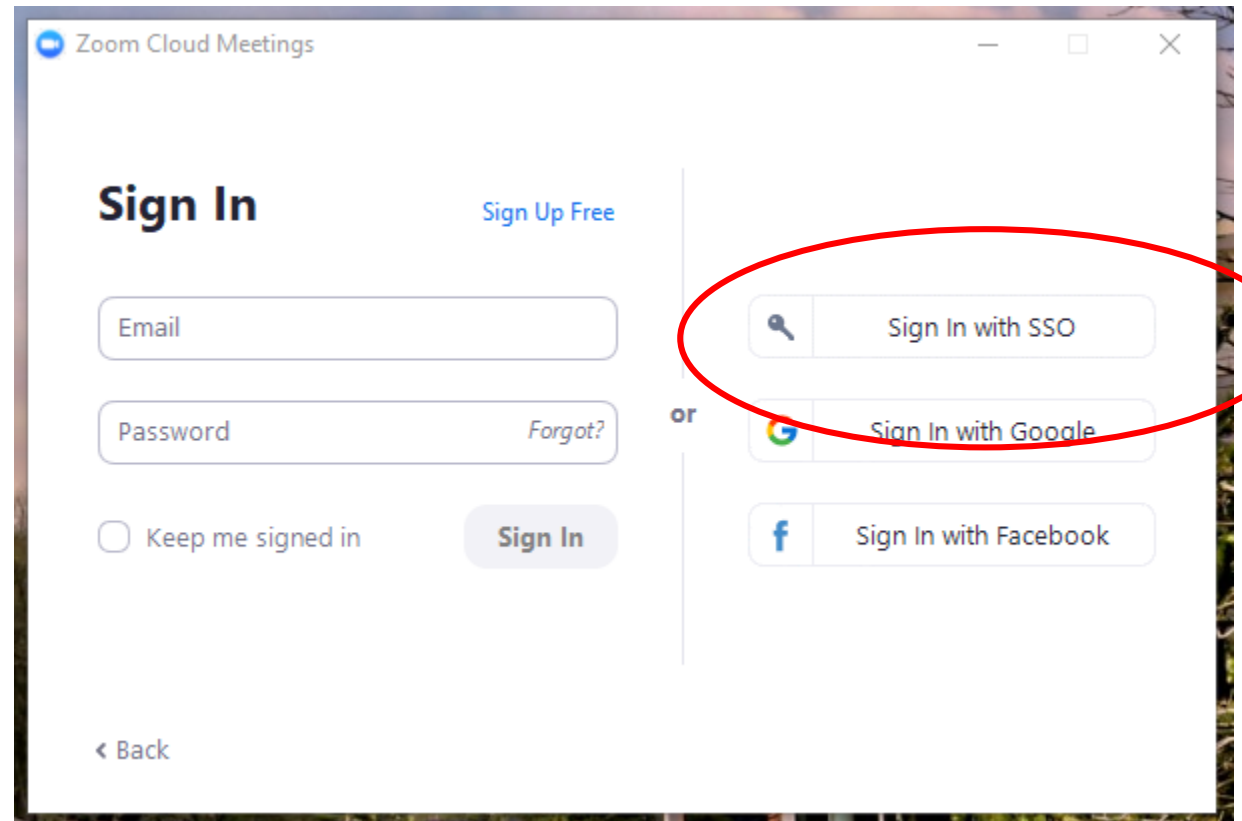 Zoom Cloud Meetings
Sign In
Sign Up Free
Email
Password
Forgot?
Keep me signed in
Sign In
or
Sign In with SSO
Sign In with Google
Sign In with Facebook
Back